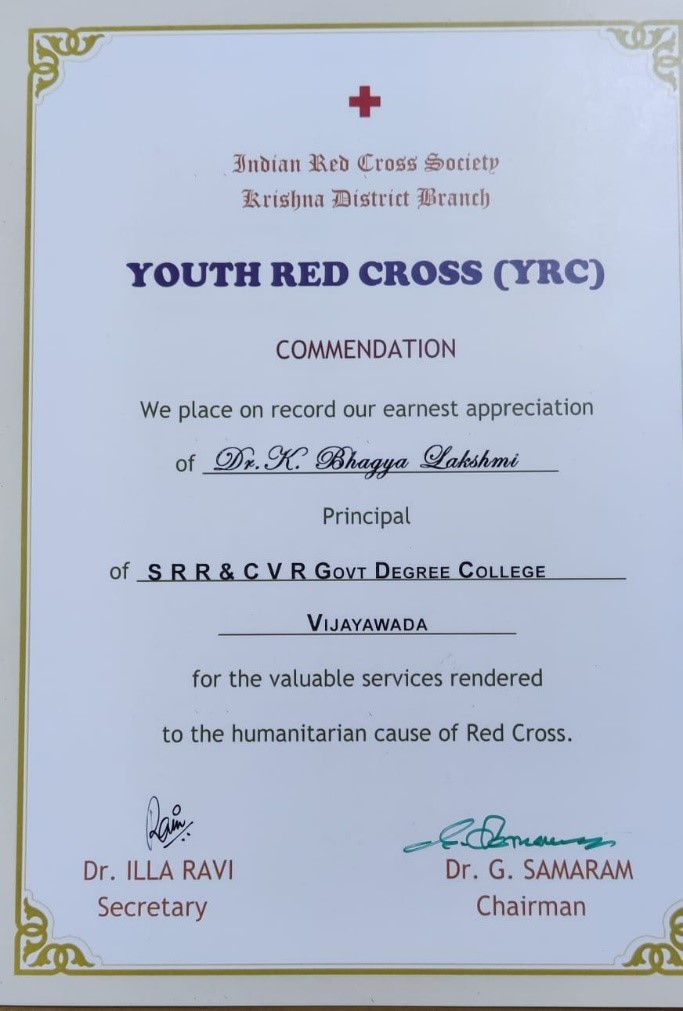 Indian Red Cross Society
Krishna District Branch
YOUTH RED CROSS (YRC)
COMMENDATION
We place on record our earnest appreciation
of Dr. K. Bhagya Lakshmi
Principal
of S R R & C V R GOVT DEGREE COLLEGE
VIJAYAWADA
for the valuable services rendered
to the humanitarian cause of Red Cross.
Dr. ILLA RAVI Dr. G. SAMARAM
Secretary Chairman